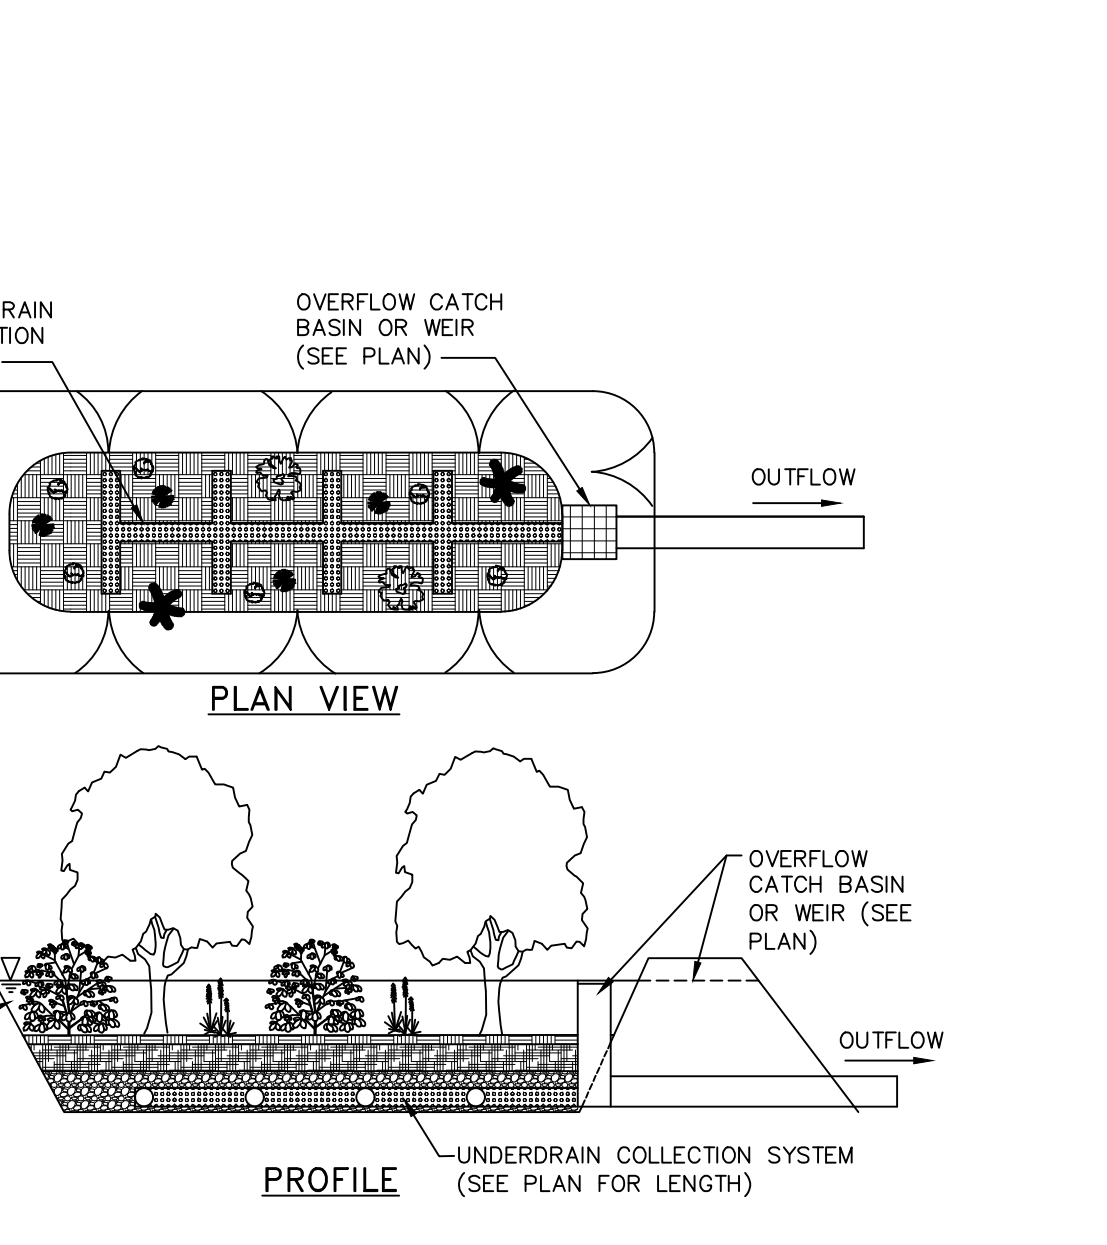 RAIN
TION
OVERFLOW CATCH
BASIN OR WEIR
(SEE PLAN)
OUTFLOW
PLAN VIEW
OVERFLOW
CATCH BASIN
OR WEIR (SEE
PLAN)
OUTFLOW
UNDERDRAIN COLLECTION SYSTEM
(SEE PLAN FOR LENGTH)
PROFILE